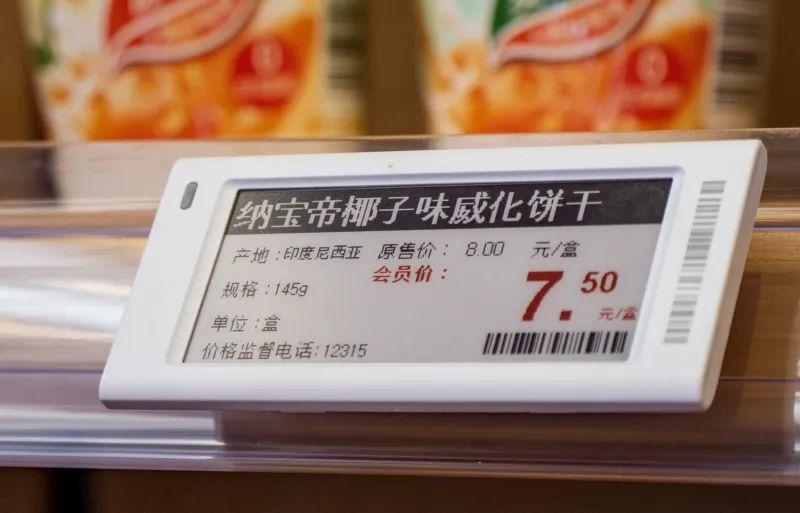 纳宝帝椰子味威化饼干
产地：印度尼西亚 原售价： 8.00 元/盒
会员价：
规格：145g
7.50
元/盒
单位：盒
价格监督电话：12315